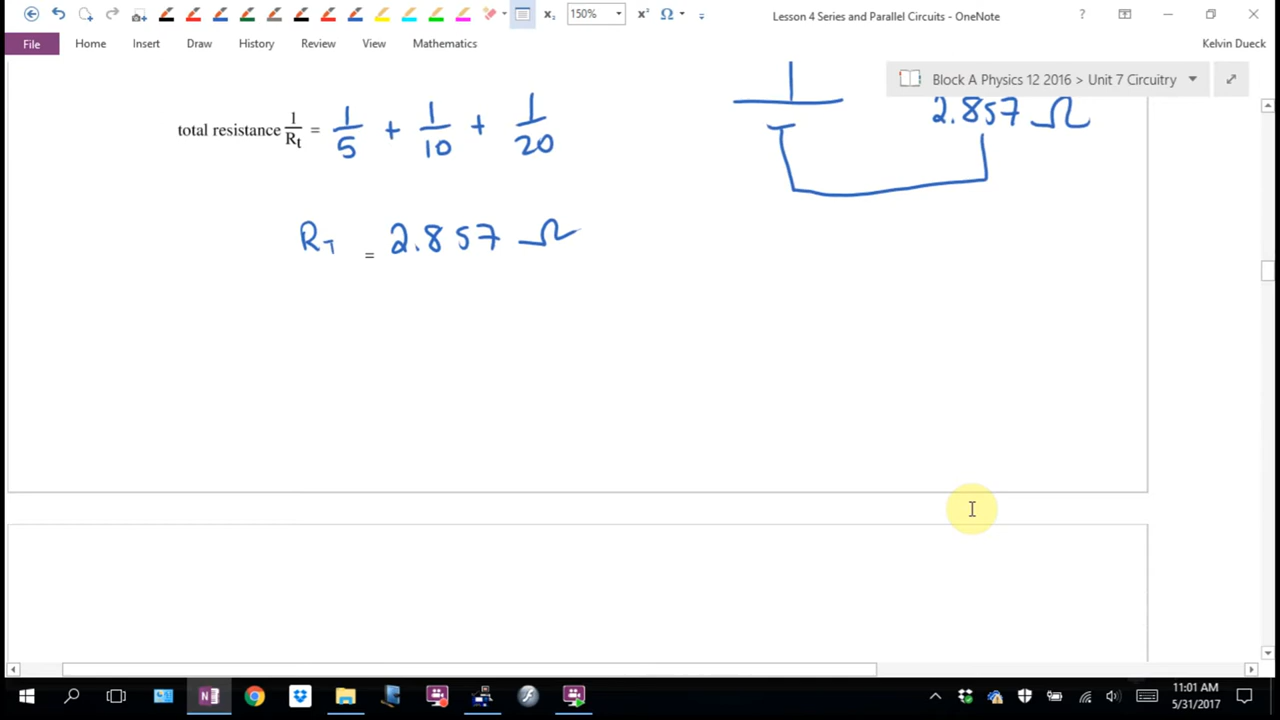 150%
Lesson 4 Series and Parallel Circuits - OneNote
File Home Insert Draw History Review View Mathematics
Kelvin Dueck
Block A Physics 12 2016 > Unit 7 Circuitry
total resistance 1/Rt = 1/5 + 1/10 + 1/20
2.857 Ω
RT = 2.857 Ω
11:01 AM
5/31/2017